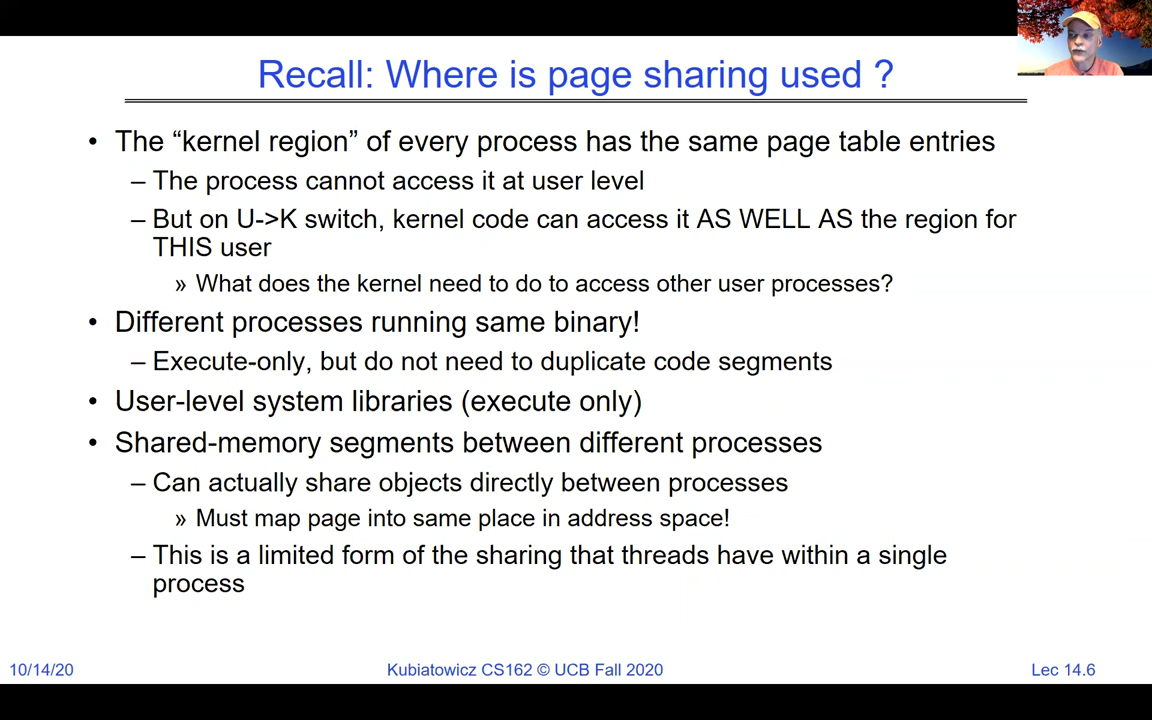 Recall: Where is page sharing used ?
• The “kernel region” of every process has the same page table entries
– The process cannot access it at user level
– But on U->K switch, kernel code can access it AS WELL AS the region for
THIS user
» What does the kernel need to do to access other user processes?
• Different processes running same binary!
– Execute-only, but do not need to duplicate code segments
• User-level system libraries (execute only)
• Shared-memory segments between different processes
– Can actually share objects directly between processes
» Must map page into same place in address space!
– This is a limited form of the sharing that threads have within a single
process
10/14/20
Kubiatowicz CS162 © UCB Fall 2020
Lec 14.6